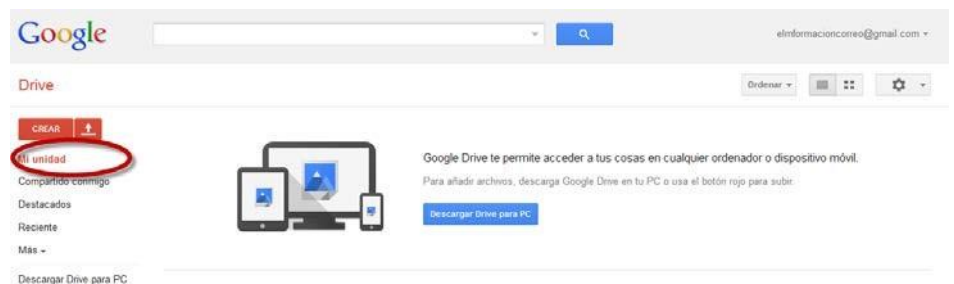 Google
elmformacioncorreo@gmail.com
Drive
Ordenar
CREAR
Mi unidad
Compartido conmigo
Destacados
Reciente
Más
Descargar Drive para PC
Google Drive te permite acceder a tus cosas en cualquier ordenador o dispositivo móvil.
Para añadir archivos, descarga Google Drive en tu PC o usa el botón rojo para subir.
Descargar Drive para PC